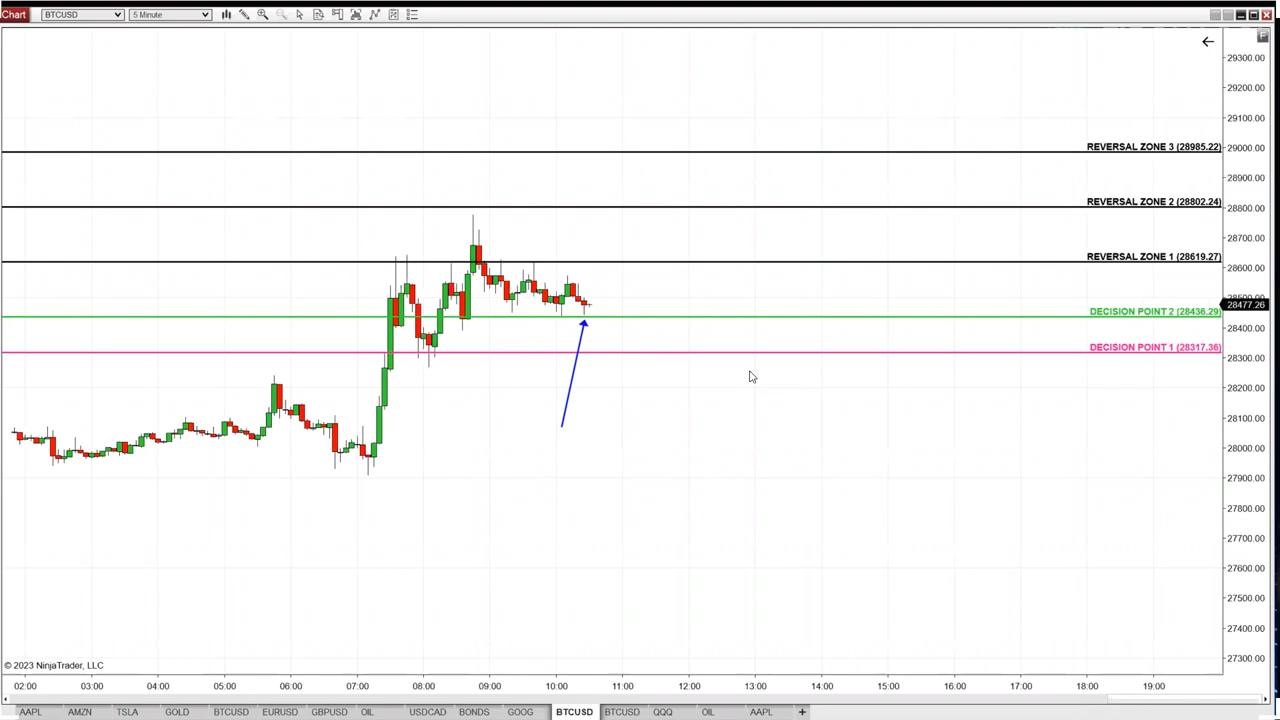 Chart BTCUSD 5 Minute
F
29300.00
29200.00
29100.00
REVERSAL ZONE 3 (28985.22) 29000.00
28900.00
REVERSAL ZONE 2 (28802.24) 28800.00
28700.00
REVERSAL ZONE 1 (28619.27) 28600.00
28477.26
DECISION POINT 2 (28436.29)
28400.00
DECISION POINT 1 (28317.36)
28300.00
28200.00
28100.00
28000.00
27900.00
27800.00
27700.00
27600.00
27500.00
27400.00
© 2023 NinjaTrader, LLC 27300.00
02:00 03:00 04:00 05:00 06:00 07:00 08:00 09:00 10:00 11:00 12:00 13:00 14:00 15:00 16:00 17:00 18:00 19:00
AAPL AMZN TSLA GOLD BTCUSD EURUSD GBPUSD OIL USDCAD BONDS GOOG BTCUSD BTCUSD QQQ OIL AAPL +